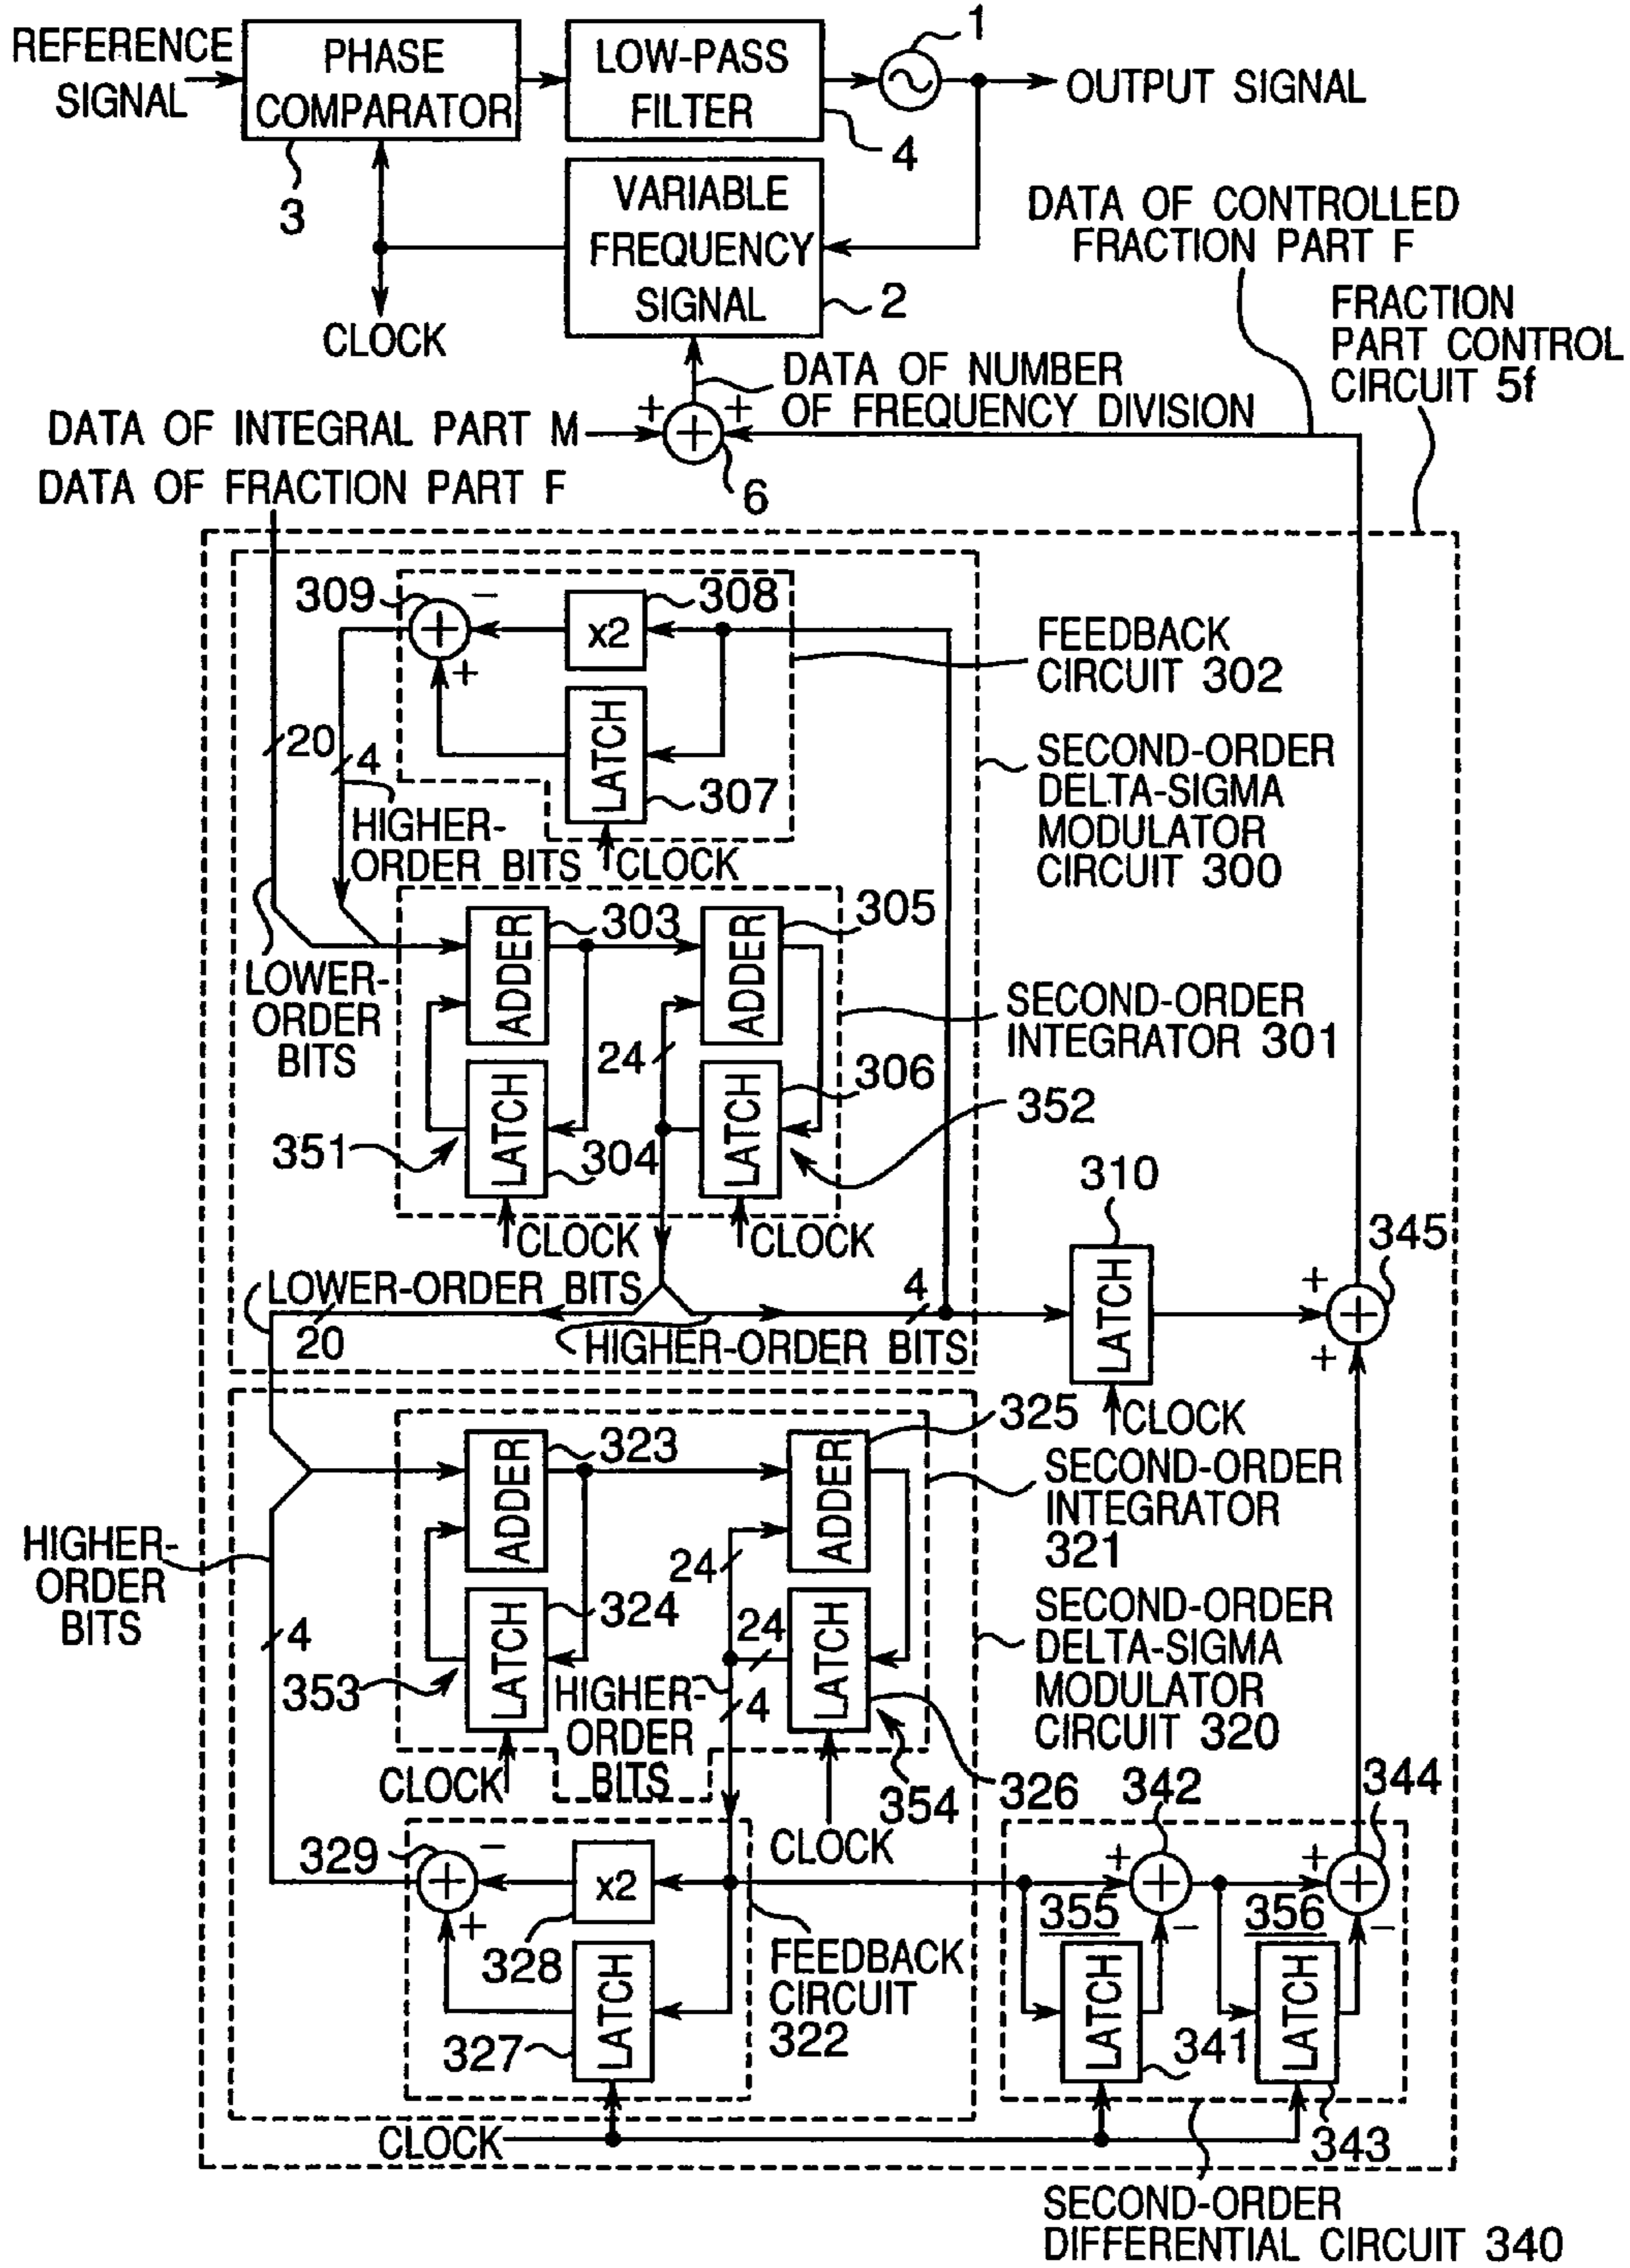 REFERENCE
SIGNAL
PHASE
COMPARATOR
3
LOW-PASS
FILTER
4
1
OUTPUT SIGNAL
VARIABLE
FREQUENCY
SIGNAL
2
CLOCK
DATA OF CONTROLLED
FRACTION PART F
FRACTION
PART CONTROL
CIRCUIT 5f
DATA OF NUMBER
OF FREQUENCY DIVISION
DATA OF INTEGRAL PART M
+ +
+
6
DATA OF FRACTION PART F
309
−
+
+
x2
308
LATCH
307
CLOCK
FEEDBACK
CIRCUIT 302
20
4
HIGHER-
ORDER BITS
SECOND-ORDER
DELTA-SIGMA
MODULATOR
CIRCUIT 300
LOWER-
ORDER
BITS
ADDER
303
ADDER
305
24
LATCH
304
351
LATCH
306
352
CLOCK
CLOCK
SECOND-ORDER
INTEGRATOR 301
310
LATCH
CLOCK
+
+
+
345
LOWER-ORDER BITS
20
4
HIGHER-ORDER BITS
ADDER
323
ADDER
325
24
LATCH
324
353
24
LATCH
326
354
HIGHER-
ORDER
BITS
4
CLOCK
CLOCK
SECOND-ORDER
INTEGRATOR
321
HIGHER-
ORDER
BITS
4
SECOND-ORDER
DELTA-SIGMA
MODULATOR
CIRCUIT 320
329
−
+
+
x2
328
LATCH
327
FEEDBACK
CIRCUIT
322
342
+
+
−
355
LATCH
341
344
+
+
−
356
LATCH
343
CLOCK
SECOND-ORDER
DIFFERENTIAL CIRCUIT 340